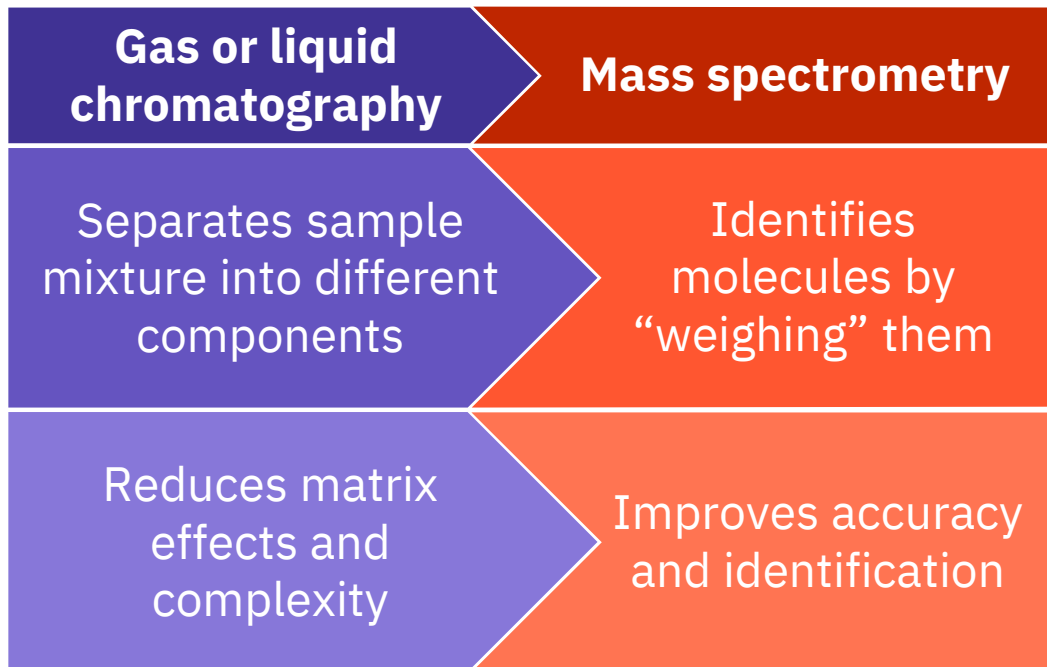 Gas or liquid
chromatography
Mass spectrometry
Separates sample
mixture into different
components
Identifies
molecules by
“weighing” them
Reduces matrix
effects and
complexity
Improves accuracy
and identification